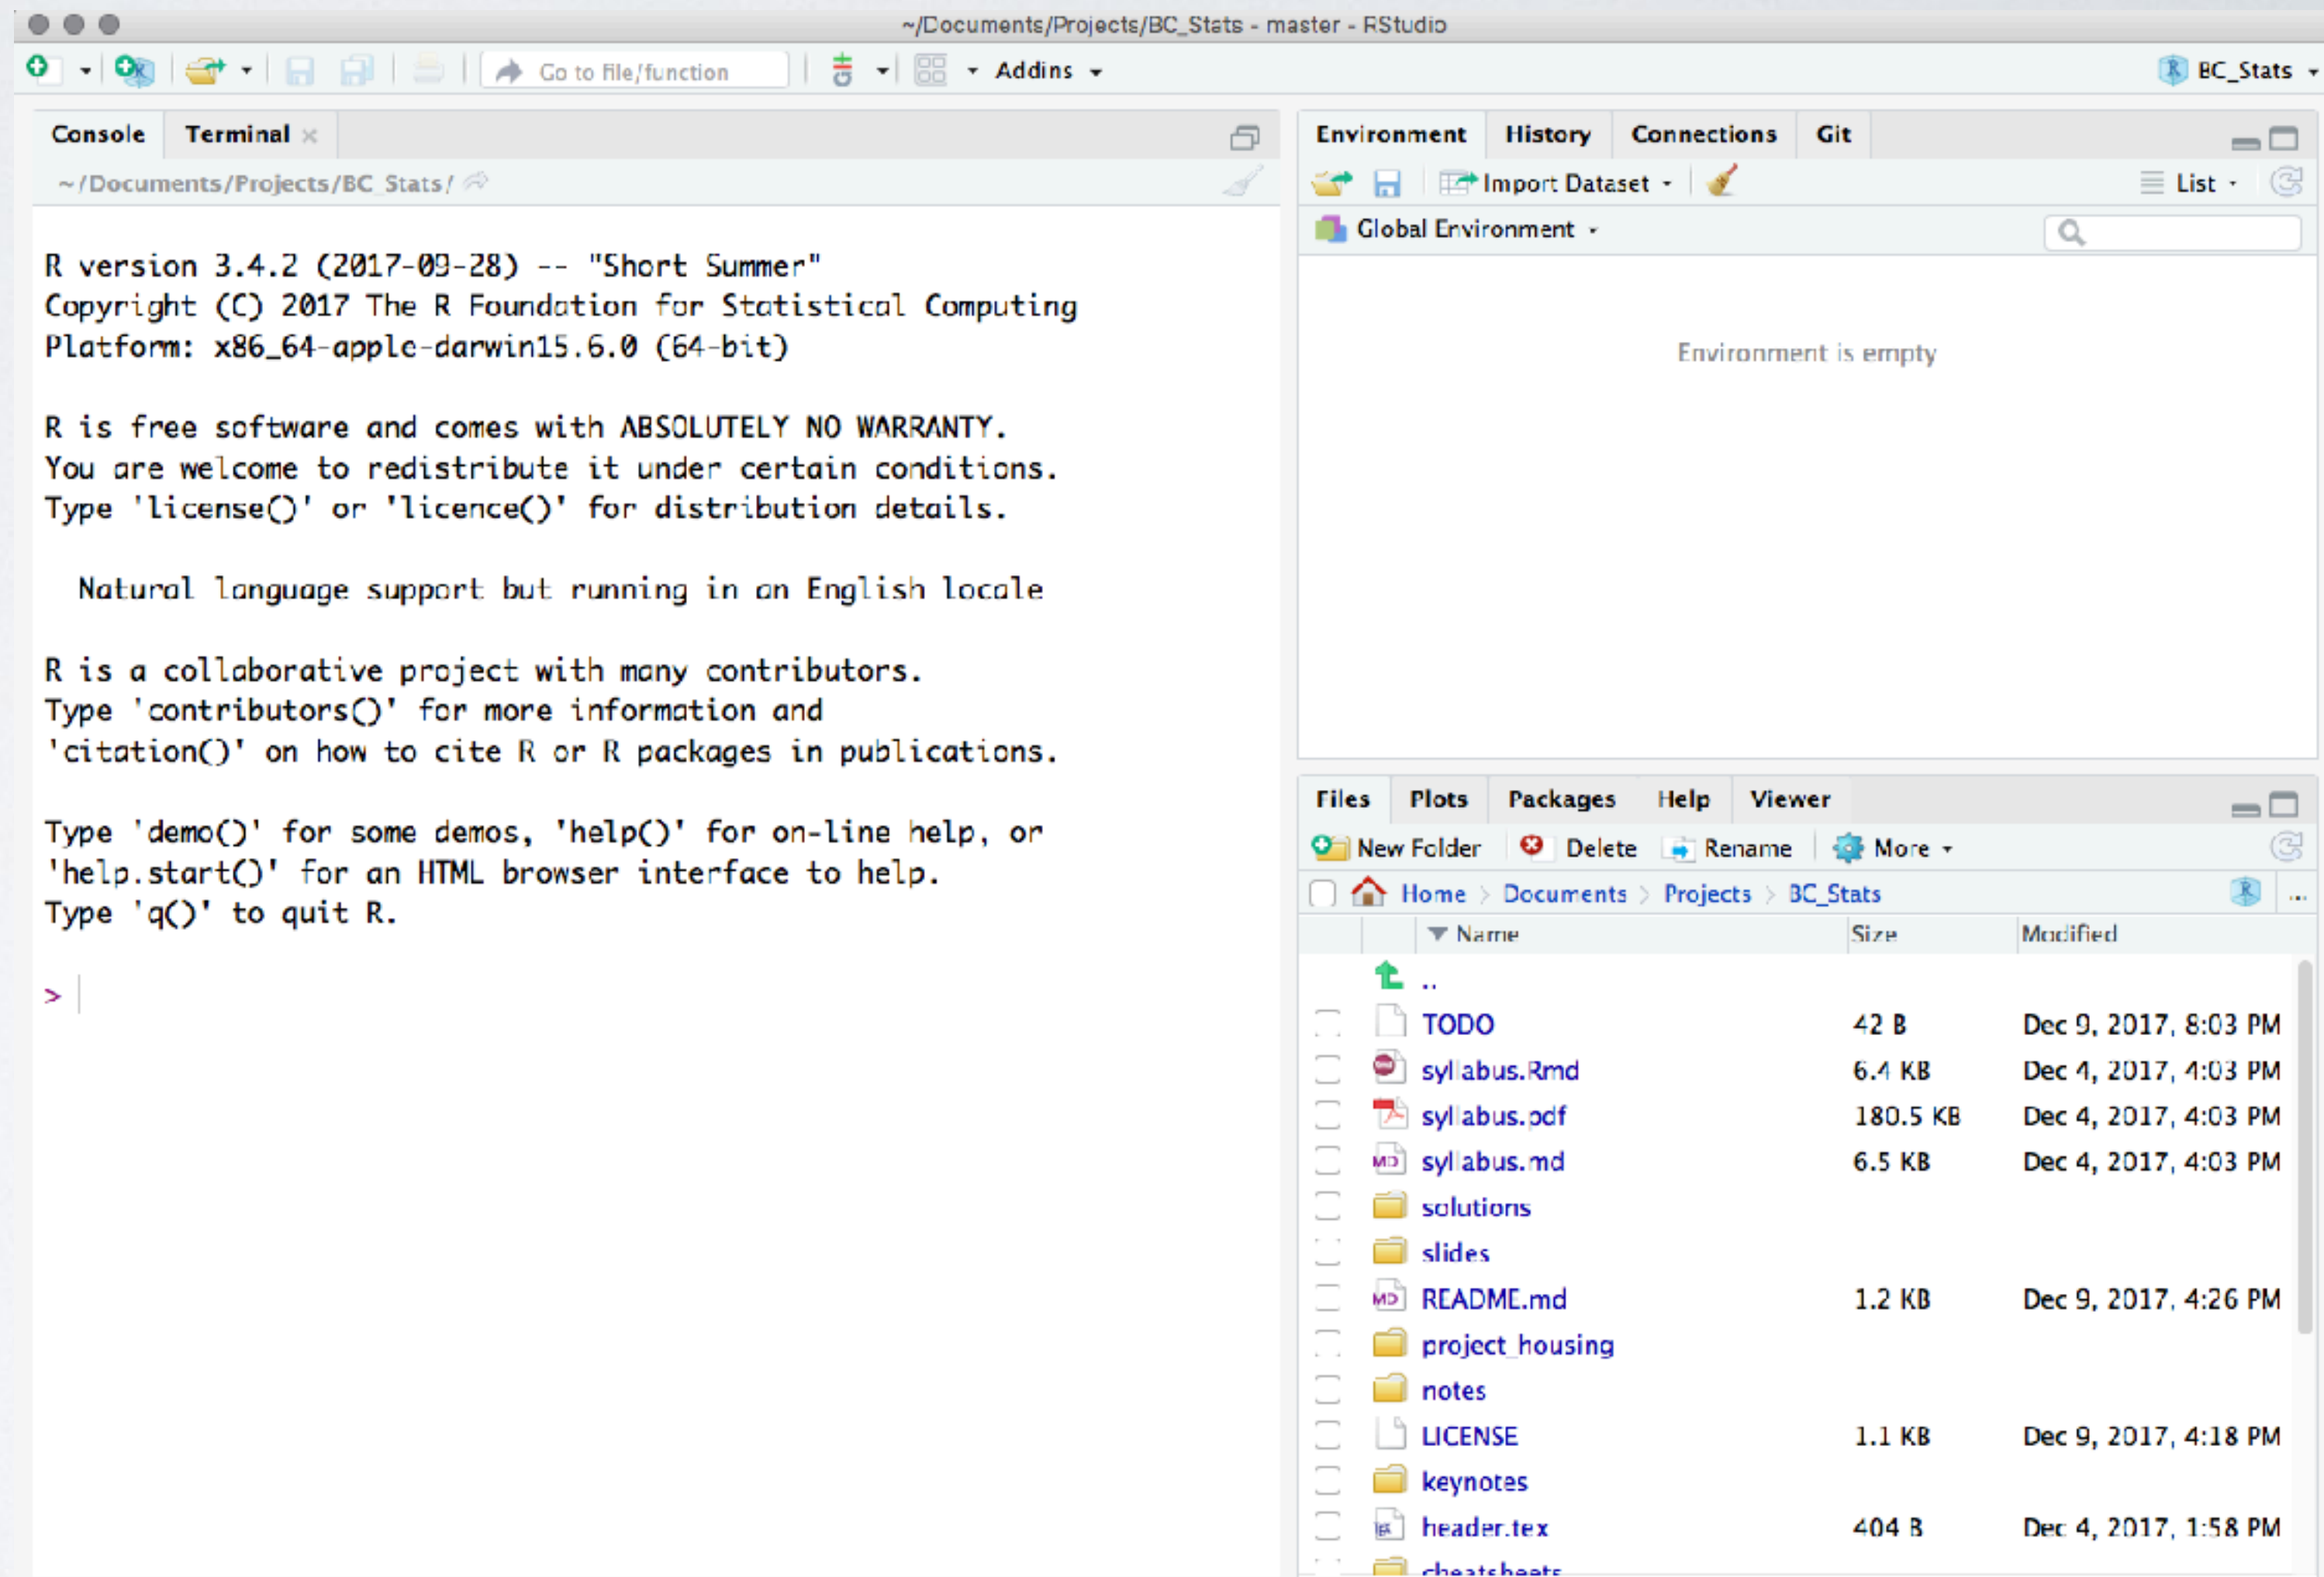 ~/Documents/Projects/BC_Stats - master - RStudio
Go to file/function
Addins
BC_Stats
Console Terminal
~/Documents/Projects/BC_Stats/
R version 3.4.2 (2017-09-28) -- "Short Summer"
Copyright (C) 2017 The R Foundation for Statistical Computing
Platform: x86_64-apple-darwin15.6.0 (64-bit)
R is free software and comes with ABSOLUTELY NO WARRANTY.
You are welcome to redistribute it under certain conditions.
Type 'license()' or 'licence()' for distribution details.
Natural language support but running in an English locale
R is a collaborative project with many contributors.
Type 'contributors()' for more information and
'citation()' on how to cite R or R packages in publications.
Type 'demo()' for some demos, 'help()' for on-line help, or
'help.start()' for an HTML browser interface to help.
Type 'q()' to quit R.
>
Environment History Connections Git
Import Dataset List
Global Environment
Environment is empty
Files Plots Packages Help Viewer
New Folder Delete Rename More
Home > Documents > Projects > BC_Stats ...
Name Size Modified
..
TODO 42 B Dec 9, 2017, 8:03 PM
syllabus.Rmd 6.4 KB Dec 4, 2017, 4:03 PM
syllabus.pdf 180.5 KB Dec 4, 2017, 4:03 PM
syllabus.md 6.5 KB Dec 4, 2017, 4:03 PM
solutions
slides
README.md 1.2 KB Dec 9, 2017, 4:26 PM
project_housing
notes
LICENSE 1.1 KB Dec 9, 2017, 4:18 PM
keynotes
header.tex 404 B Dec 4, 2017, 1:58 PM
cheatsheets